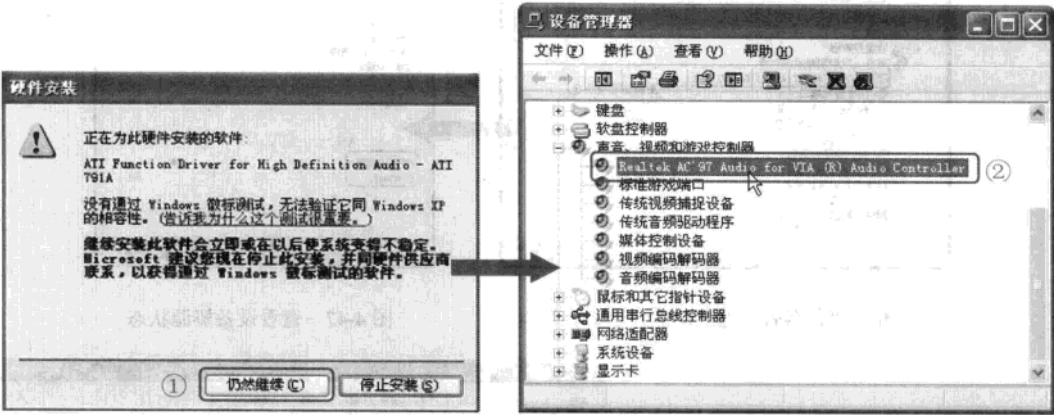 硬件安装
正在为此硬件安装的软件:
ATI Function Driver for High Definition Audio - ATI
791A
没有通过 Windows 徽标测试，无法验证它同 Windows XP
的相容性。(告诉我为什么这个测试很重要。)
继续安装此软件会立即或在以后使系统变得不稳定。
Microsoft 建议您现在停止此安装，并同硬件供应商
联系，以获得通过 Windows 徽标测试的软件。
① 仍然继续(C) 停止安装(S)
设备管理器
文件(F) 操作(A) 查看(V) 帮助(H)
键盘
软盘控制器
声音、视频和游戏控制器
Realtek AC'97 Audio for VIA (R) Audio Controller ②
标准游戏端口
传统视频捕捉设备
传统音频驱动程序
媒体控制设备
视频编码解码器
音频编码解码器
鼠标和其它指针设备
通用串行总线控制器
网络适配器
系统设备
显示卡